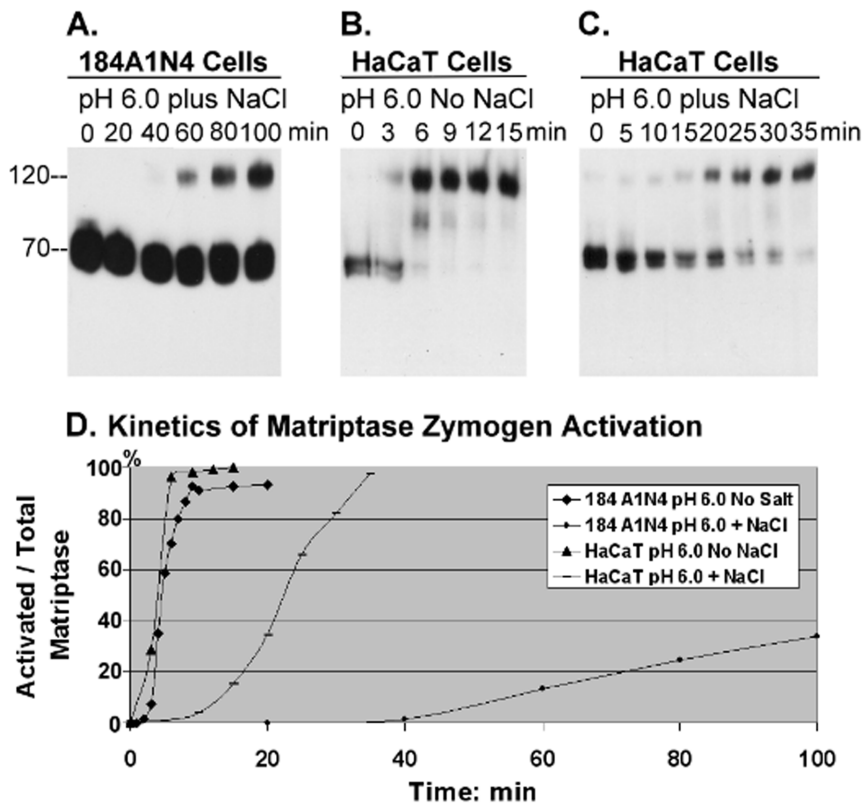 A.
184A1N4 Cells
pH 6.0 plus NaCl
0 20 40 60 80 100 min
120--
70--
B.
HaCaT Cells
pH 6.0 No NaCl
0 3 6 9 12 15 min
C.
HaCaT Cells
pH 6.0 plus NaCl
0 5 10 15 20 25 30 35 min
D. Kinetics of Matriptase Zymogen Activation
%
100
80
60
40
20
0
Activated / Total
Matriptase
184 A1N4 pH 6.0 No Salt
184 A1N4 pH 6.0 + NaCl
HaCaT pH 6.0 No NaCl
HaCaT pH 6.0 + NaCl
0 20 40 60 80 100
Time: min